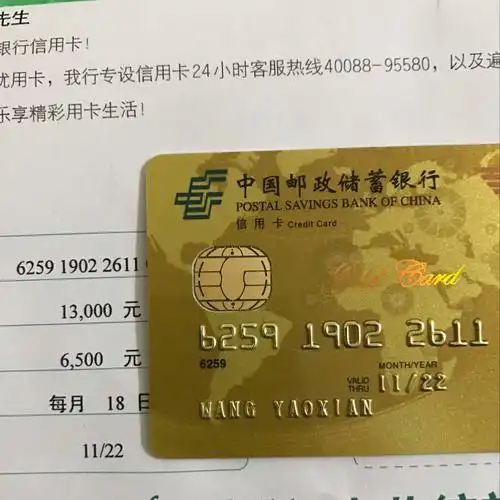 先生
银行信用卡!
优用卡，我行专设信用卡24小时客服热线40088-95580，以及遍
乐享精彩用卡生活!
6259 1902 2611
13,000 元
6,500 元
每月 18 日
11/22
中国邮政储蓄银行
POSTAL SAVINGS BANK OF CHINA
信用卡 Credit Card
Gold Card
6259 1902 2611
6259
MONTH/YEAR
VALID THRU 11/22
WANG YAOXIAN